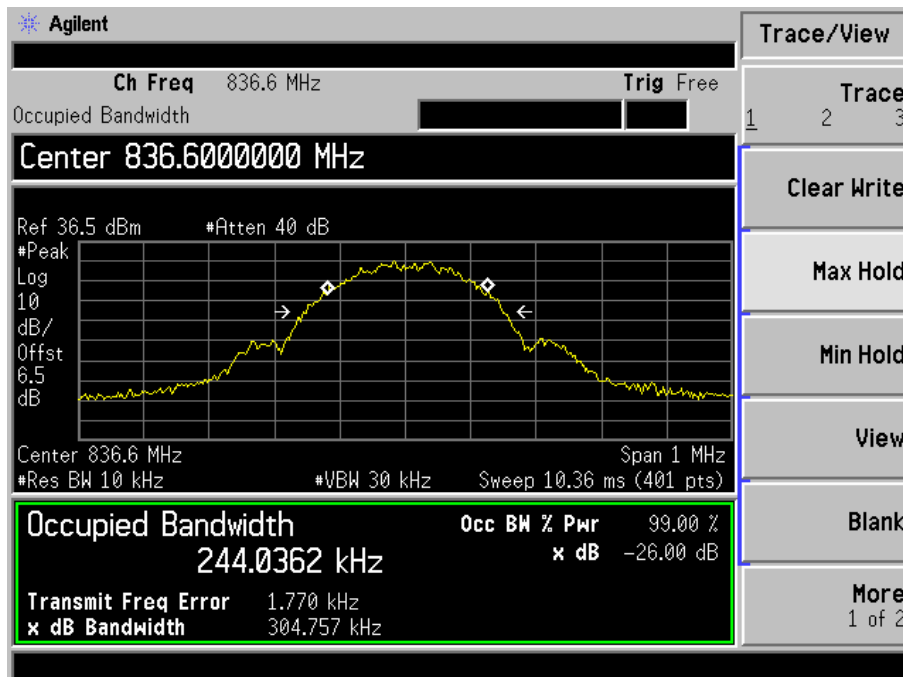 Agilent
Trace/View
Ch Freq 836.6 MHz Trig Free
Occupied Bandwidth
Trace
1 2 3
Center 836.6000000 MHz
Clear Write
Ref 36.5 dBm #Atten 40 dB
#Peak
Log
10
dB/
Offst
6.5
dB
Max Hold
Min Hold
Center 836.6 MHz Span 1 MHz
#Res BW 10 kHz #VBW 30 kHz Sweep 10.36 ms (401 pts)
View
Occupied Bandwidth Occ BW % Pwr 99.00 %
244.0362 kHz x dB -26.00 dB
Blank
Transmit Freq Error 1.770 kHz
x dB Bandwidth 304.757 kHz
More
1 of 2